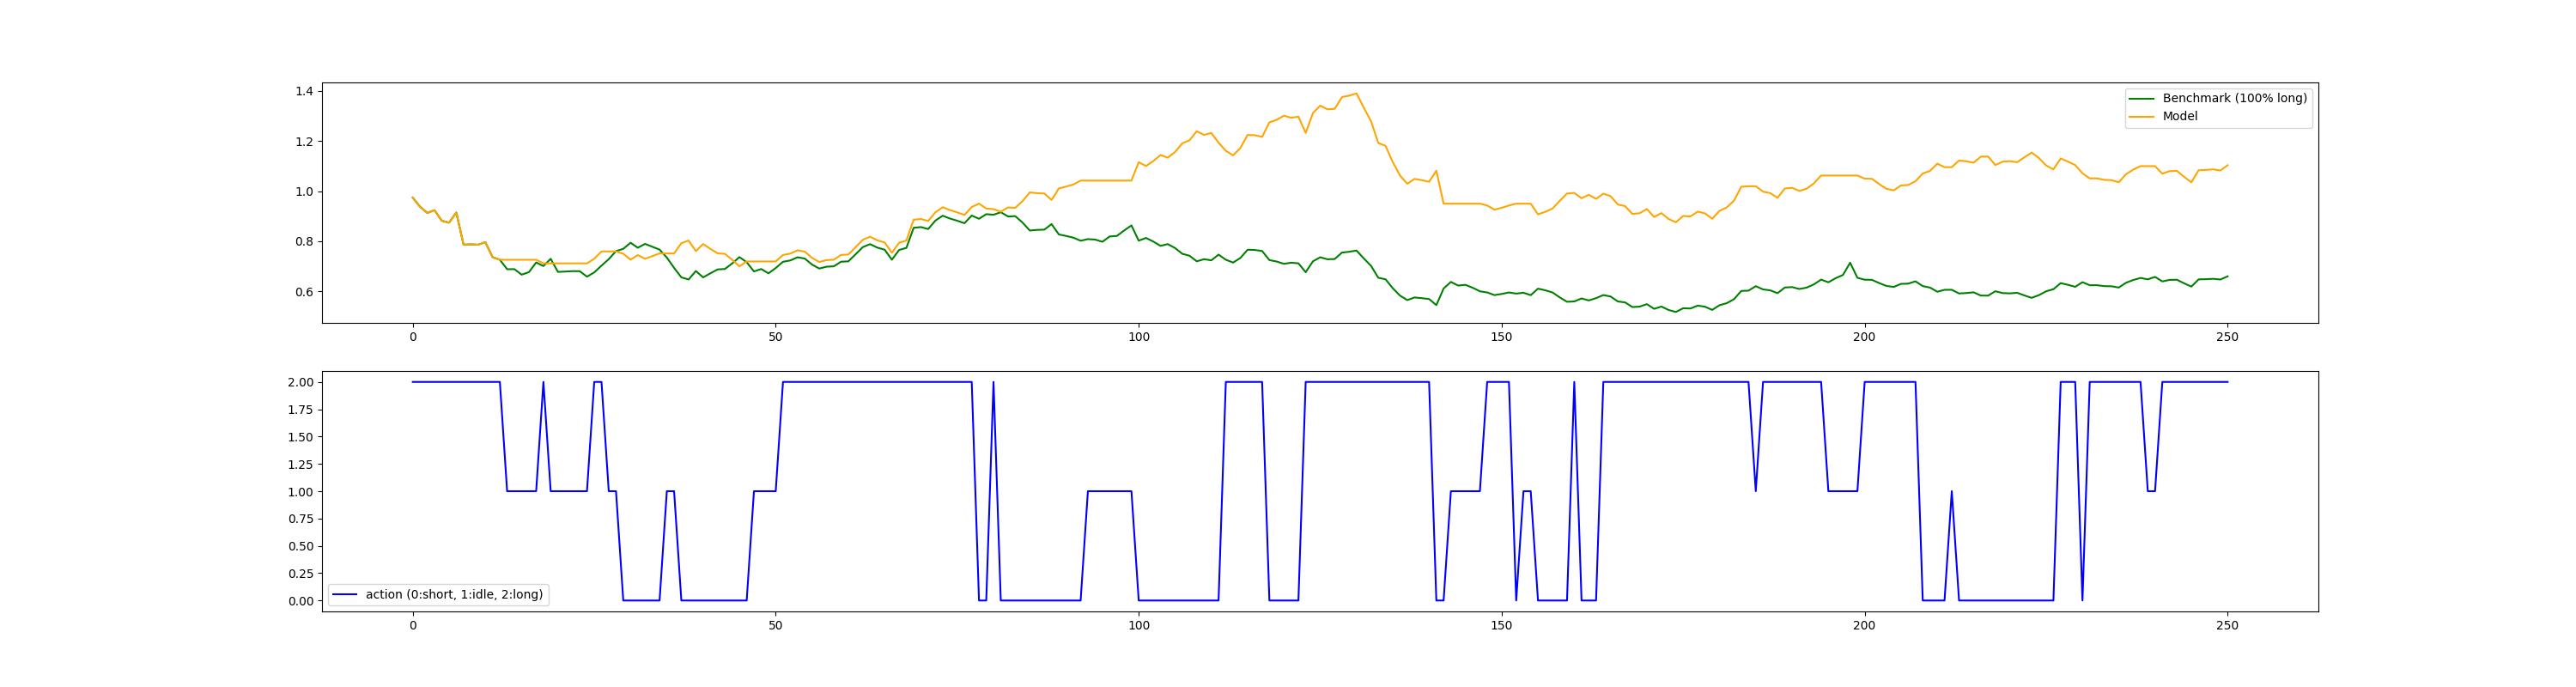 1.4
1.2
1.0
0.8
0.6
Benchmark (100% long)
Model
0 50 100 150 200 250
2.00
1.75
1.50
1.25
1.00
0.75
0.50
0.25
0.00
action (0:short, 1:idle, 2:long)
0 50 100 150 200 250